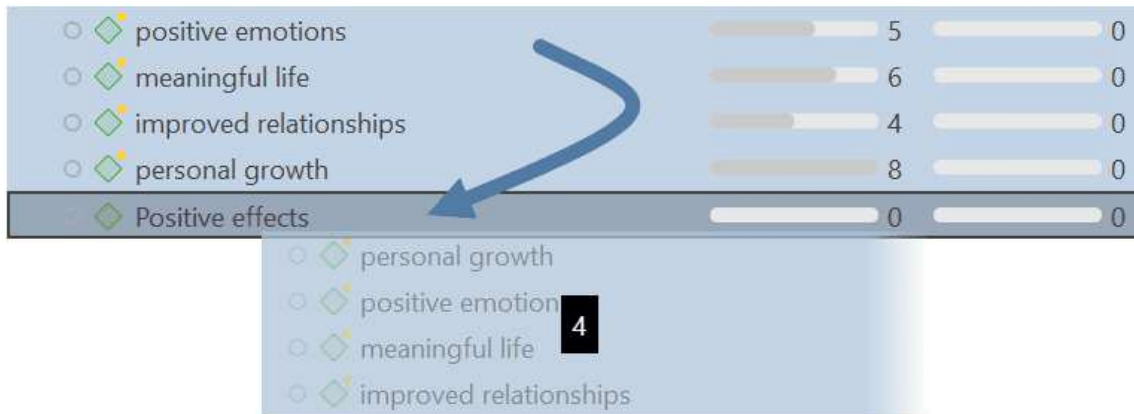 positive emotions 5 0
meaningful life 6 0
improved relationships 4 0
personal growth 8 0
Positive effects 0 0
personal growth
positive emotion
4
meaningful life
improved relationships